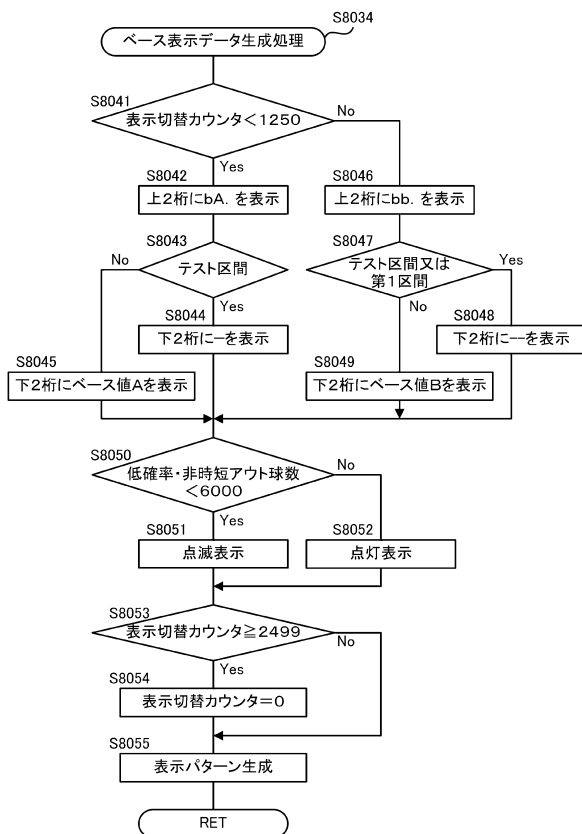 S8034
ベース表示データ生成処理
S8041
表示切替カウンタ<1250
No
Yes
S8042
上2桁にbA. を表示
S8046
上2桁にbb. を表示
S8043
テスト区間
No
Yes
S8047
テスト区間又は
第1区間
Yes
No
S8044
下2桁に−を表示
S8048
下2桁に−−を表示
S8045
下2桁にベース値Aを表示
S8049
下2桁にベース値Bを表示
S8050
低確率・非時短アウト球数
<6000
No
Yes
S8051
点滅表示
S8052
点灯表示
S8053
表示切替カウンタ≧2499
No
Yes
S8054
表示切替カウンタ=0
S8055
表示パターン生成
RET